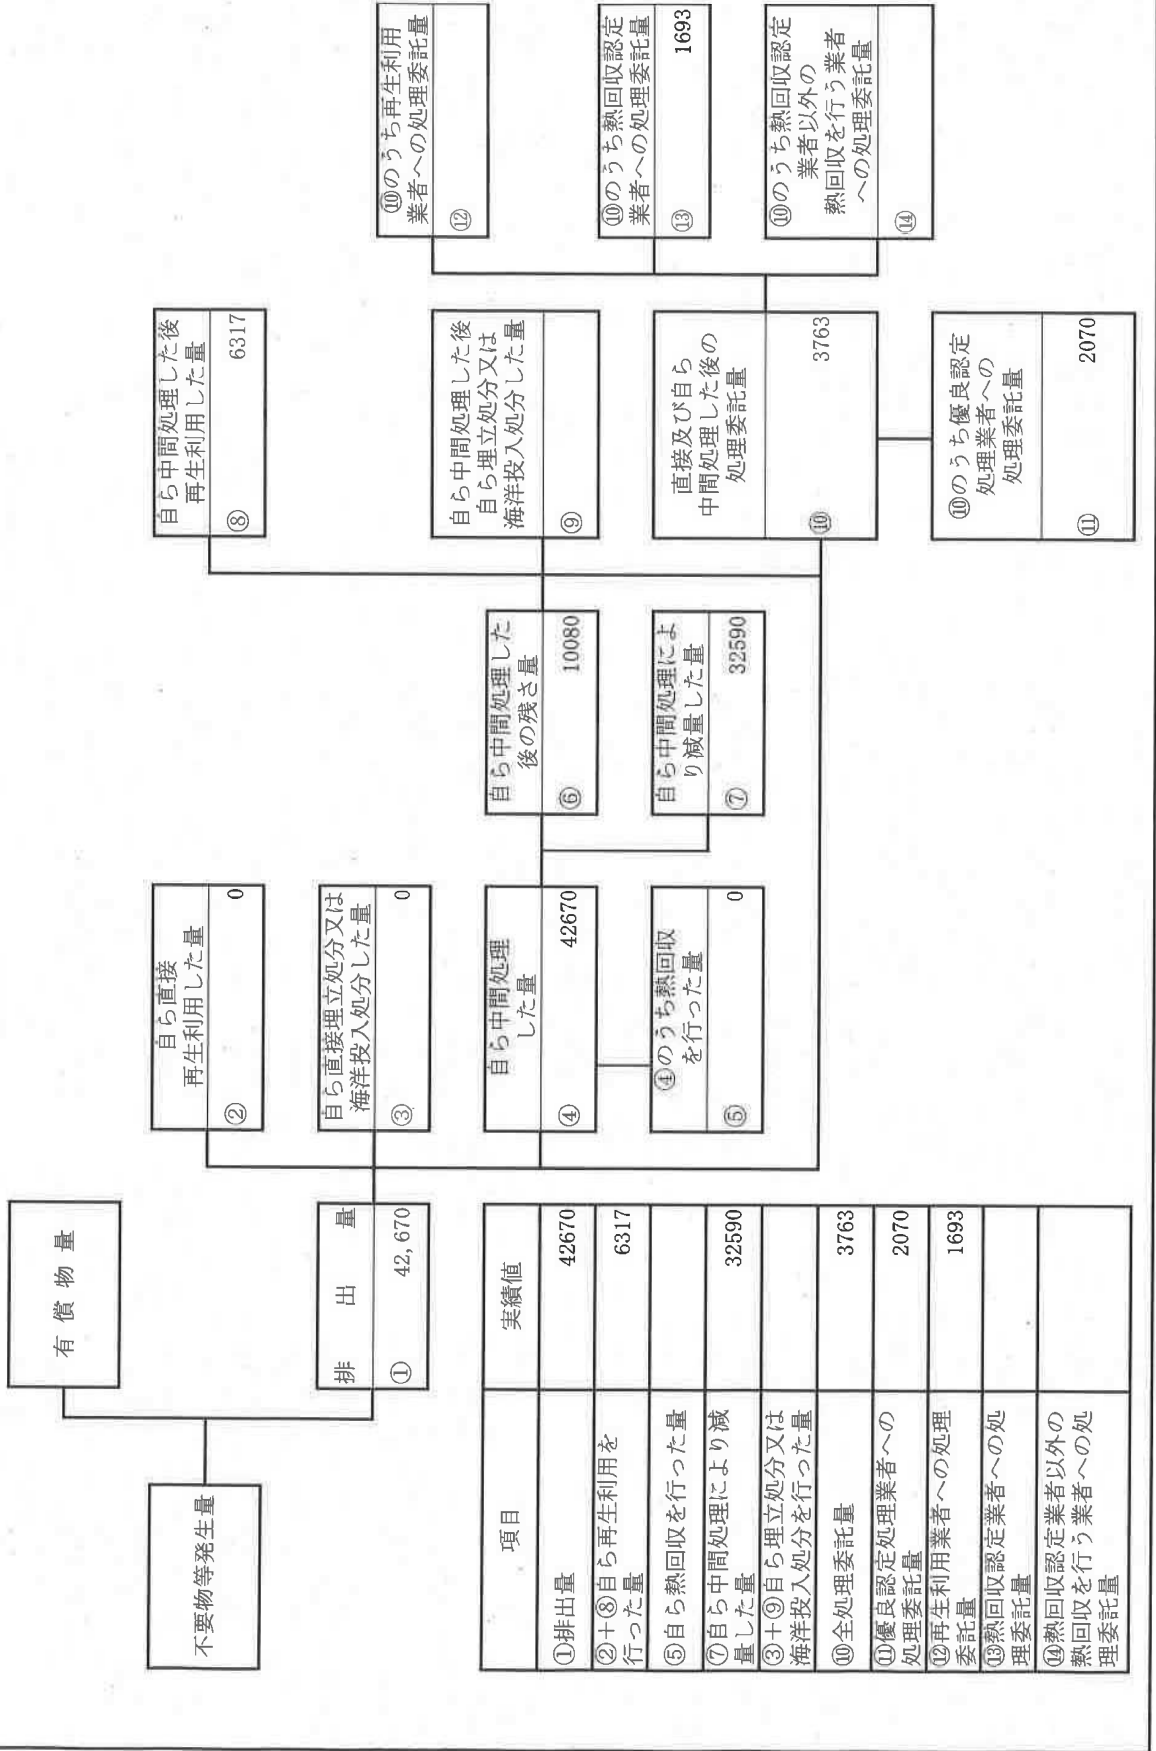 不要物等発生量
有償物量
排出量
① 42,670
自ら直接
再生利用した量
② 0
自ら直接埋立処分又は
海洋投入処分した量
③ 0
自ら中間処理
した量
④ 42670
④のうち熱回収
を行った量
⑤ 0
自ら中間処理した
後の残さ量
⑥ 10080
自ら中間処理によ
り減量した量
⑦ 32590
自ら中間処理した後
再生利用した量
⑧ 6317
自ら中間処理した後
自ら埋立処分又は
海洋投入処分した量
⑨
直接及び自ら
中間処理した後の
処理委託量
⑩ 3763
⑩のうち優良認定
処理業者への
処理委託量
⑪ 2070
⑩のうち再生利用
業者への処理委託量
⑫
⑩のうち熱回収認定
業者への処理委託量
⑬ 1693
⑩のうち熱回収認定
業者以外の
熱回収を行う業者
への処理委託量
⑭
項目 実績値
①排出量 42670
②+⑧自ら再生利用を
行った量 6317
⑤自ら熱回収を行った量
⑦自ら中間処理により減
量した量 32590
③+⑨自ら埋立処分又は
海洋投入処分を行った量
⑩全処理委託量 3763
⑪優良認定処理業者への
処理委託量 2070
⑫再生利用業者への処理
委託量 1693
⑬熱回収認定業者への処
理委託量
⑭熱回収認定業者以外の
熱回収を行う業者への処
理委託量